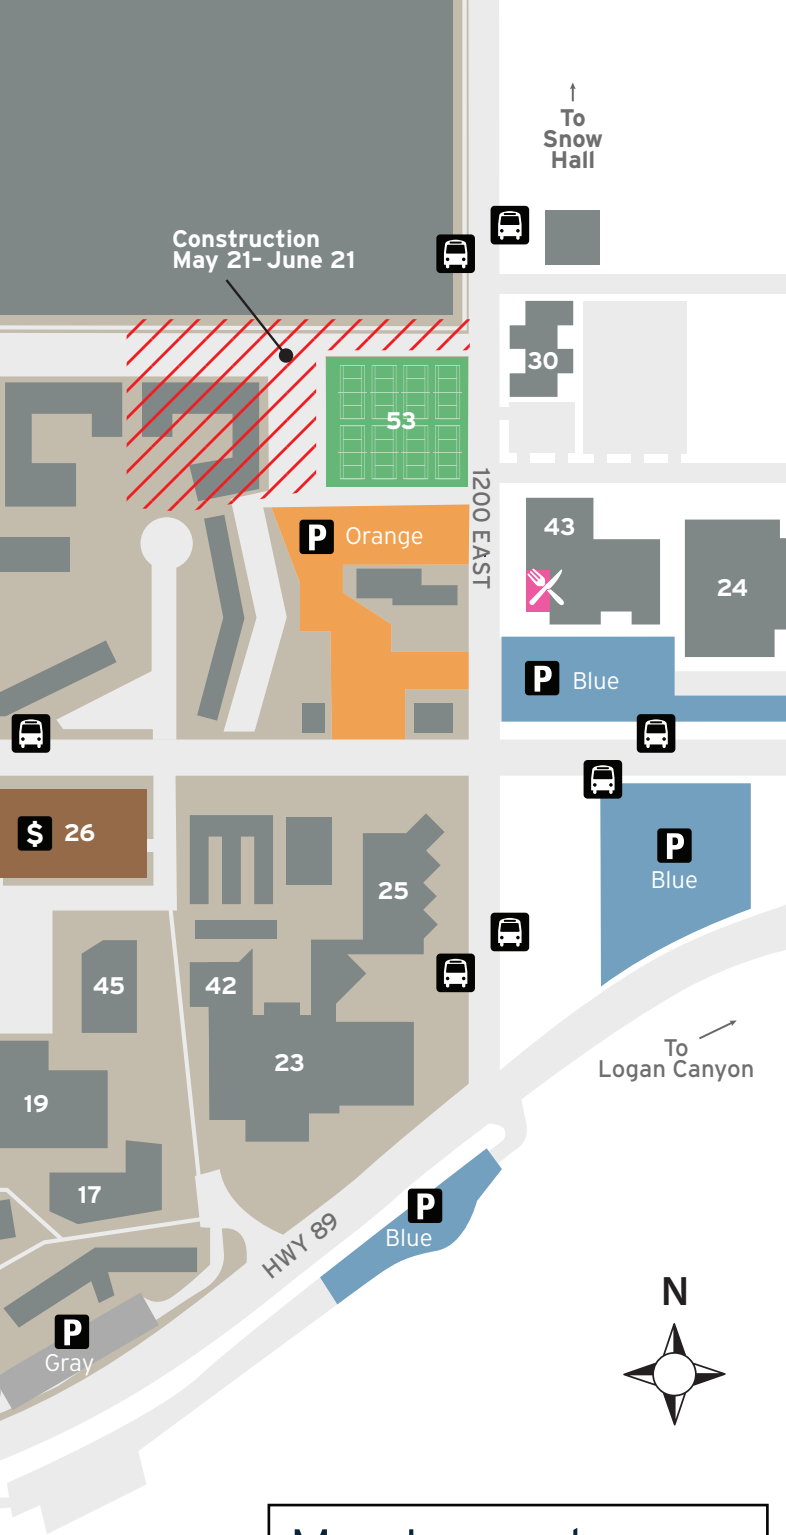 To
Snow
Hall
Construction
May 21- June 21
30
53
1200 EAST
43
P Orange
24
P Blue
$ 26
P
Blue
25
45
42
To
Logan Canyon
23
19
17
P
Blue
HWY 89
N
P
Gray